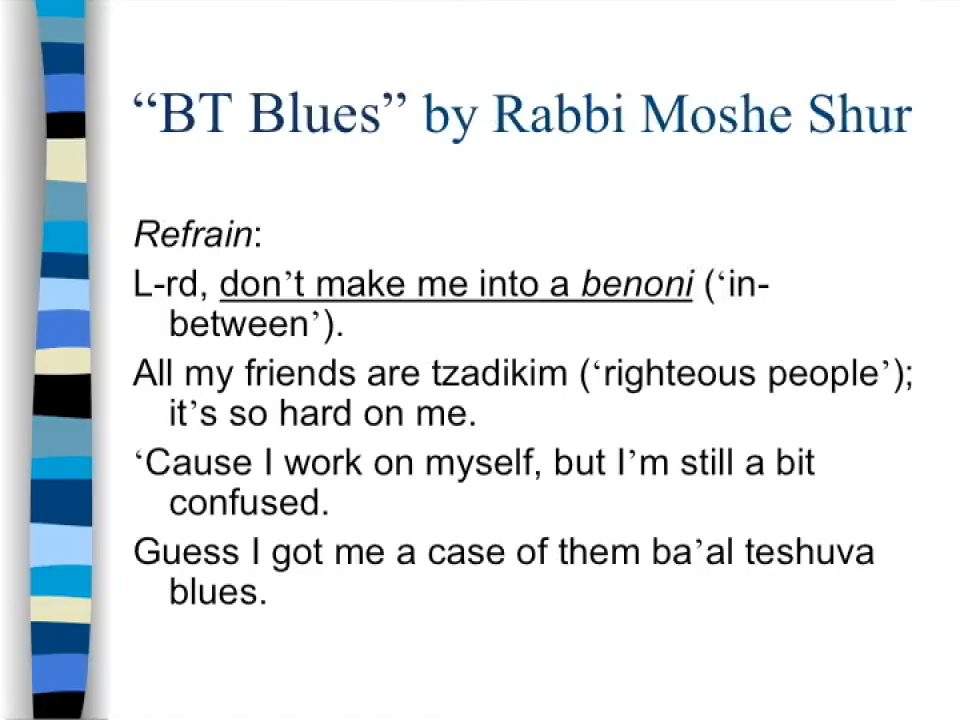 “BT Blues” by Rabbi Moshe Shur
Refrain:
L-rd, don’t make me into a benoni (‘in-
between’).
All my friends are tzadikim (‘righteous people’);
it’s so hard on me.
‘Cause I work on myself, but I’m still a bit
confused.
Guess I got me a case of them ba’al teshuva
blues.